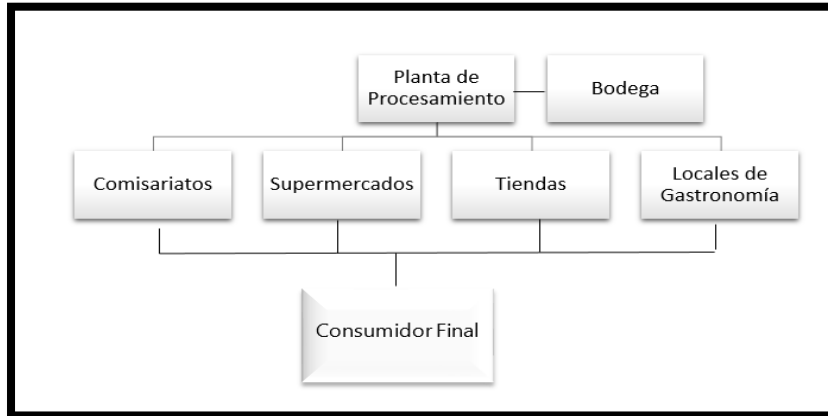 Planta de
Procesamiento
Bodega
Comisariatos
Supermercados
Tiendas
Locales de
Gastronomía
Consumidor Final